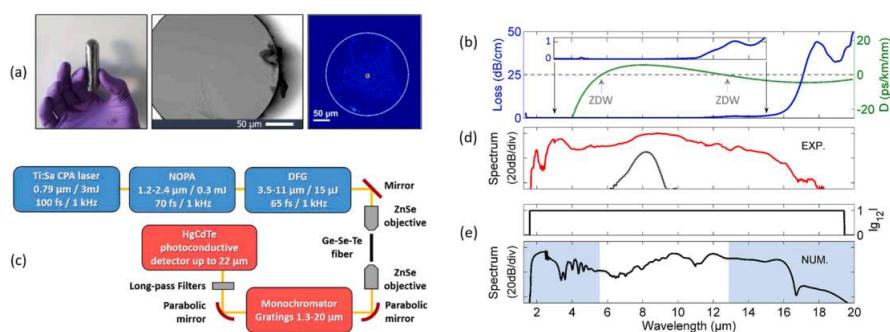 (a)
50 µm
50 µm
Ti:Sa CPA laser
0.79 µm / 3mJ
100 fs / 1 kHz
NOPA
1.2-2.4 µm / 0.3 mJ
70 fs / 1 kHz
DFG
3.5-11 µm / 15 µJ
65 fs / 1 kHz
Mirror
ZnSe
objective
Ge-Se-Te
fiber
ZnSe
objective
HgCdTe
photoconductive
detector up to 22 µm
(c)
Long-pass Filters
Parabolic
mirror
Monochromator
Gratings 1.3-20 µm
Parabolic
mirror
(b)
Loss (dB/cm)
50
25
0
1
0
ZDW
ZDW
20
0
-20
D (ps/km/nm)
(d)
Spectrum
(20dB/div)
EXP.
1
0
|g12|
(e)
Spectrum
(20dB/div)
NUM.
2 4 6 8 10 12 14 16 18 20
Wavelength (µm)